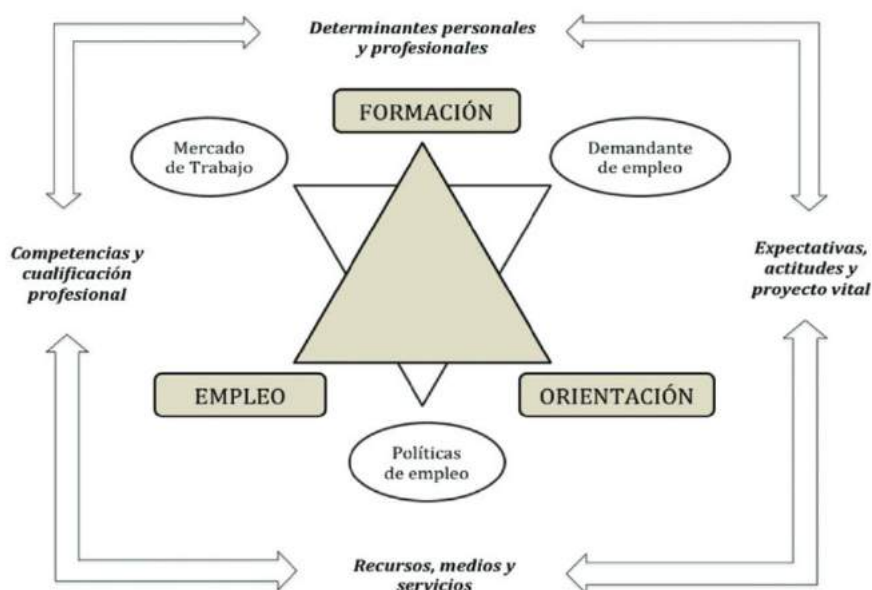 Determinantes personales
y profesionales
FORMACIÓN
Mercado
de Trabajo
Demandante
de empleo
Competencias y
cualificación
profesional
Expectativas,
actitudes y
proyecto vital
EMPLEO
ORIENTACIÓN
Políticas
de empleo
Recursos, medios y
servicios